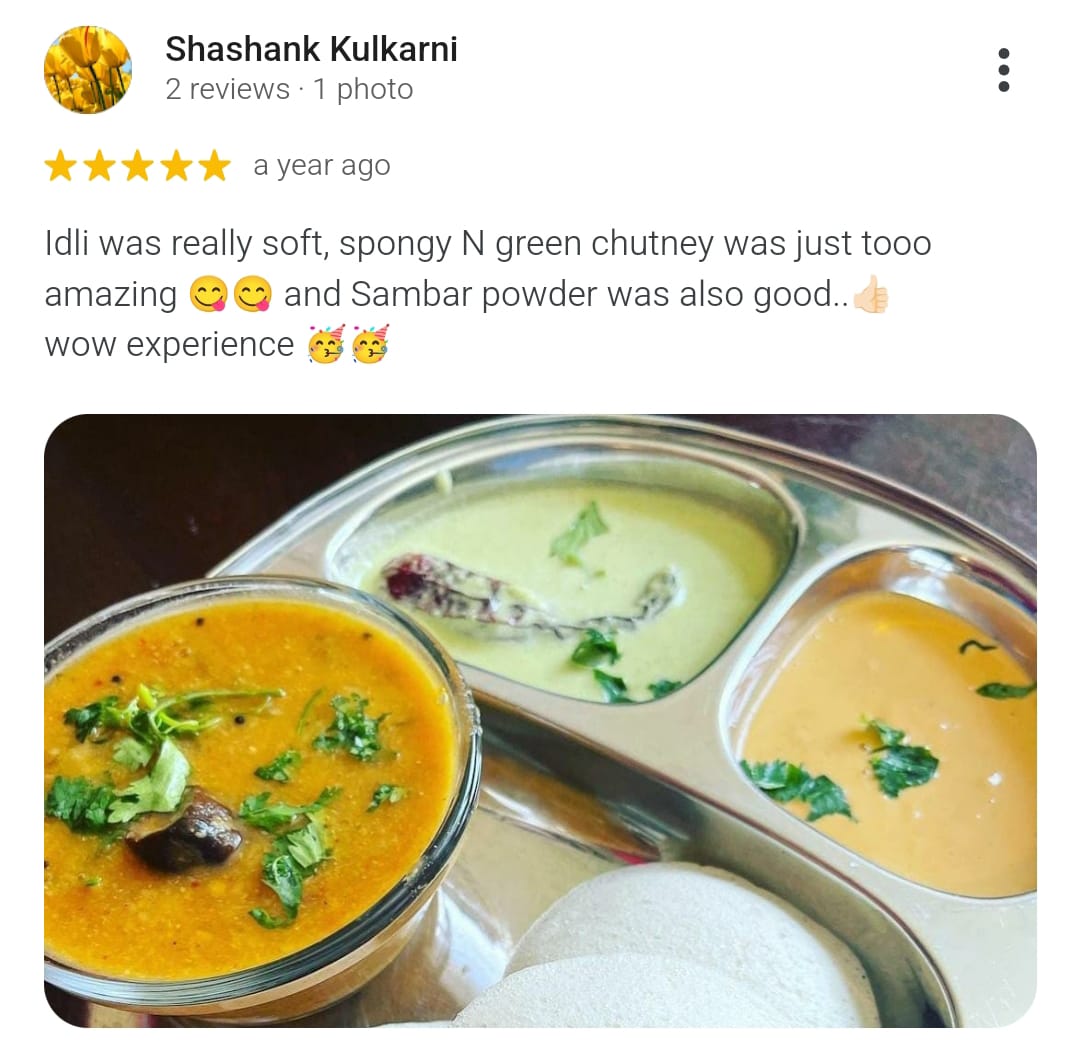 Shashank Kulkarni
2 reviews · 1 photo
a year ago
Idli was really soft, spongy N green chutney was just tooo
amazing 😋😋 and Sambar powder was also good..👍🏻
wow experience 🥳🥳